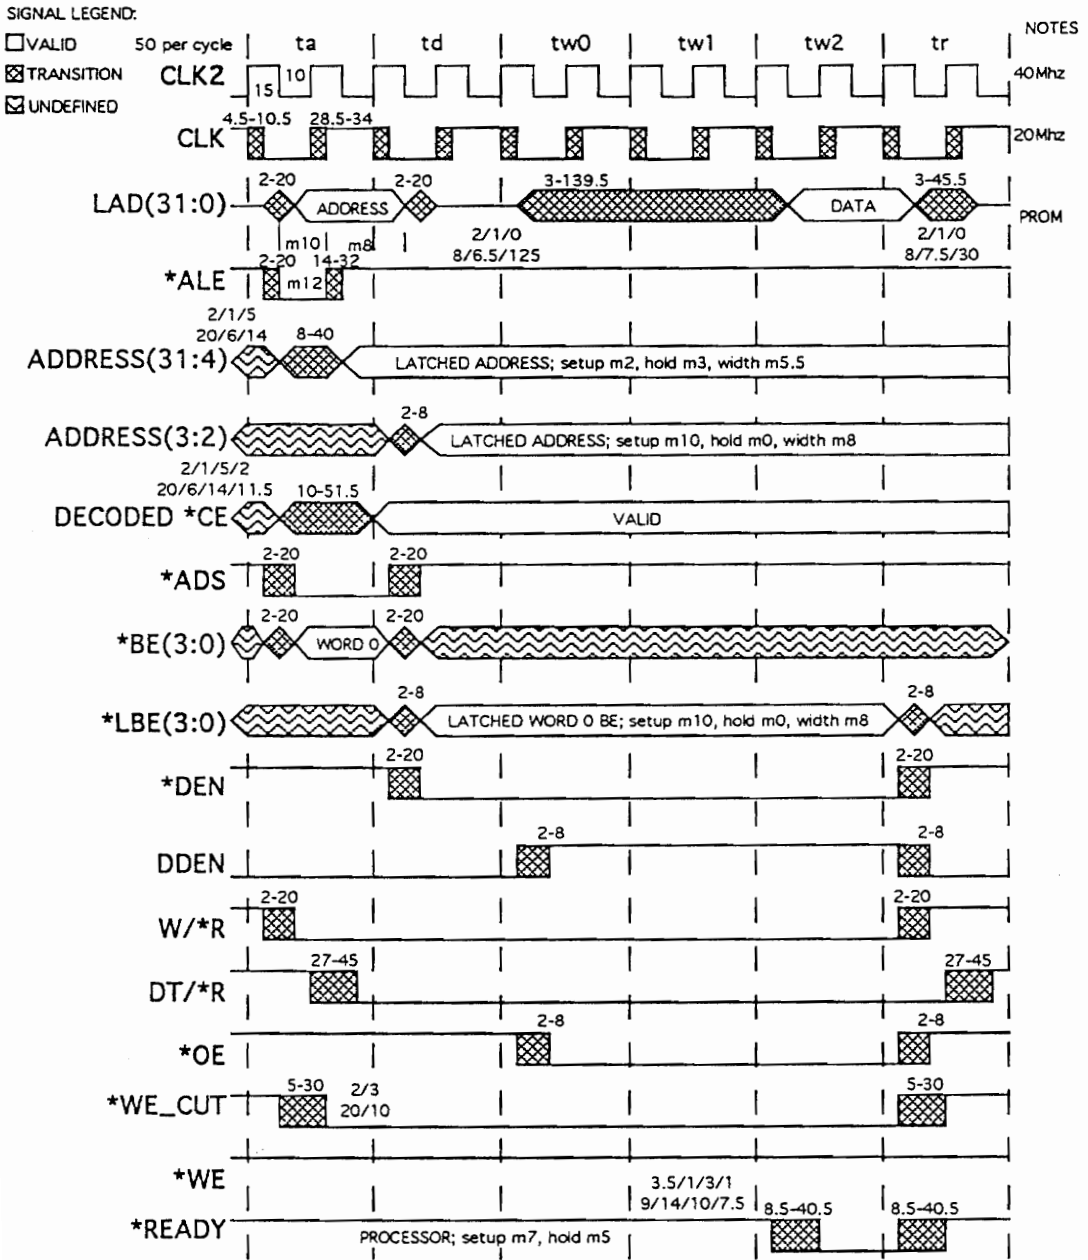 SIGNAL LEGEND:
VALID
TRANSITION
UNDEFINED
50 per cycle
ta td tw0 tw1 tw2 tr
NOTES
CLK2 15 10 40Mhz
4.5-10.5 28.5-34
CLK 20Mhz
2-20 2-20 3-139.5 3-45.5
LAD(31:0) ADDRESS DATA PROM
m10 m8 2/1/0 2/1/0
8/6.5/125 8/7.5/30
2-20 14-32
*ALE m12
2/1/5
20/6/14 8-40
ADDRESS(31:4) LATCHED ADDRESS; setup m2, hold m3, width m5.5
2-8
ADDRESS(3:2) LATCHED ADDRESS; setup m10, hold m0, width m8
2/1/5/2
20/6/14/11.5 10-51.5
DECODED *CE VALID
2-20 2-20
*ADS
2-20 2-20
*BE(3:0) WORD 0
2-8 2-8
*LBE(3:0) LATCHED WORD 0 BE; setup m10, hold m0, width m8
2-20 2-20
*DEN
2-8 2-8
DDEN
2-20 2-20
W/*R
27-45 27-45
DT/*R
2-8 2-8
*OE
5-30 2/3 5-30
*WE_CUT 20/10
*WE
3.5/1/3/1
9/14/10/7.5 8.5-40.5 8.5-40.5
*READY PROCESSOR; setup m7, hold m5